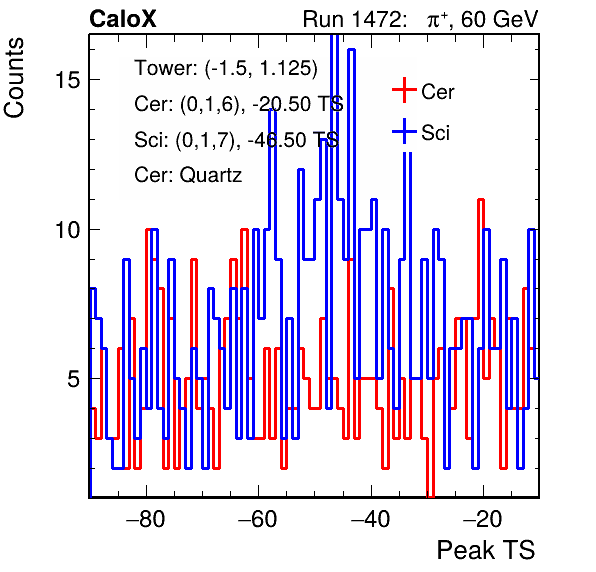 CaloX Run 1472: π⁺, 60 GeV
Counts
Tower: (-1.5, 1.125)
Cer: (0,1,6), -20.50 TS
Sci: (0,1,7), -46.50 TS
Cer: Quartz
Cer
Sci
15
10
5
−80 −60 −40 −20
Peak TS